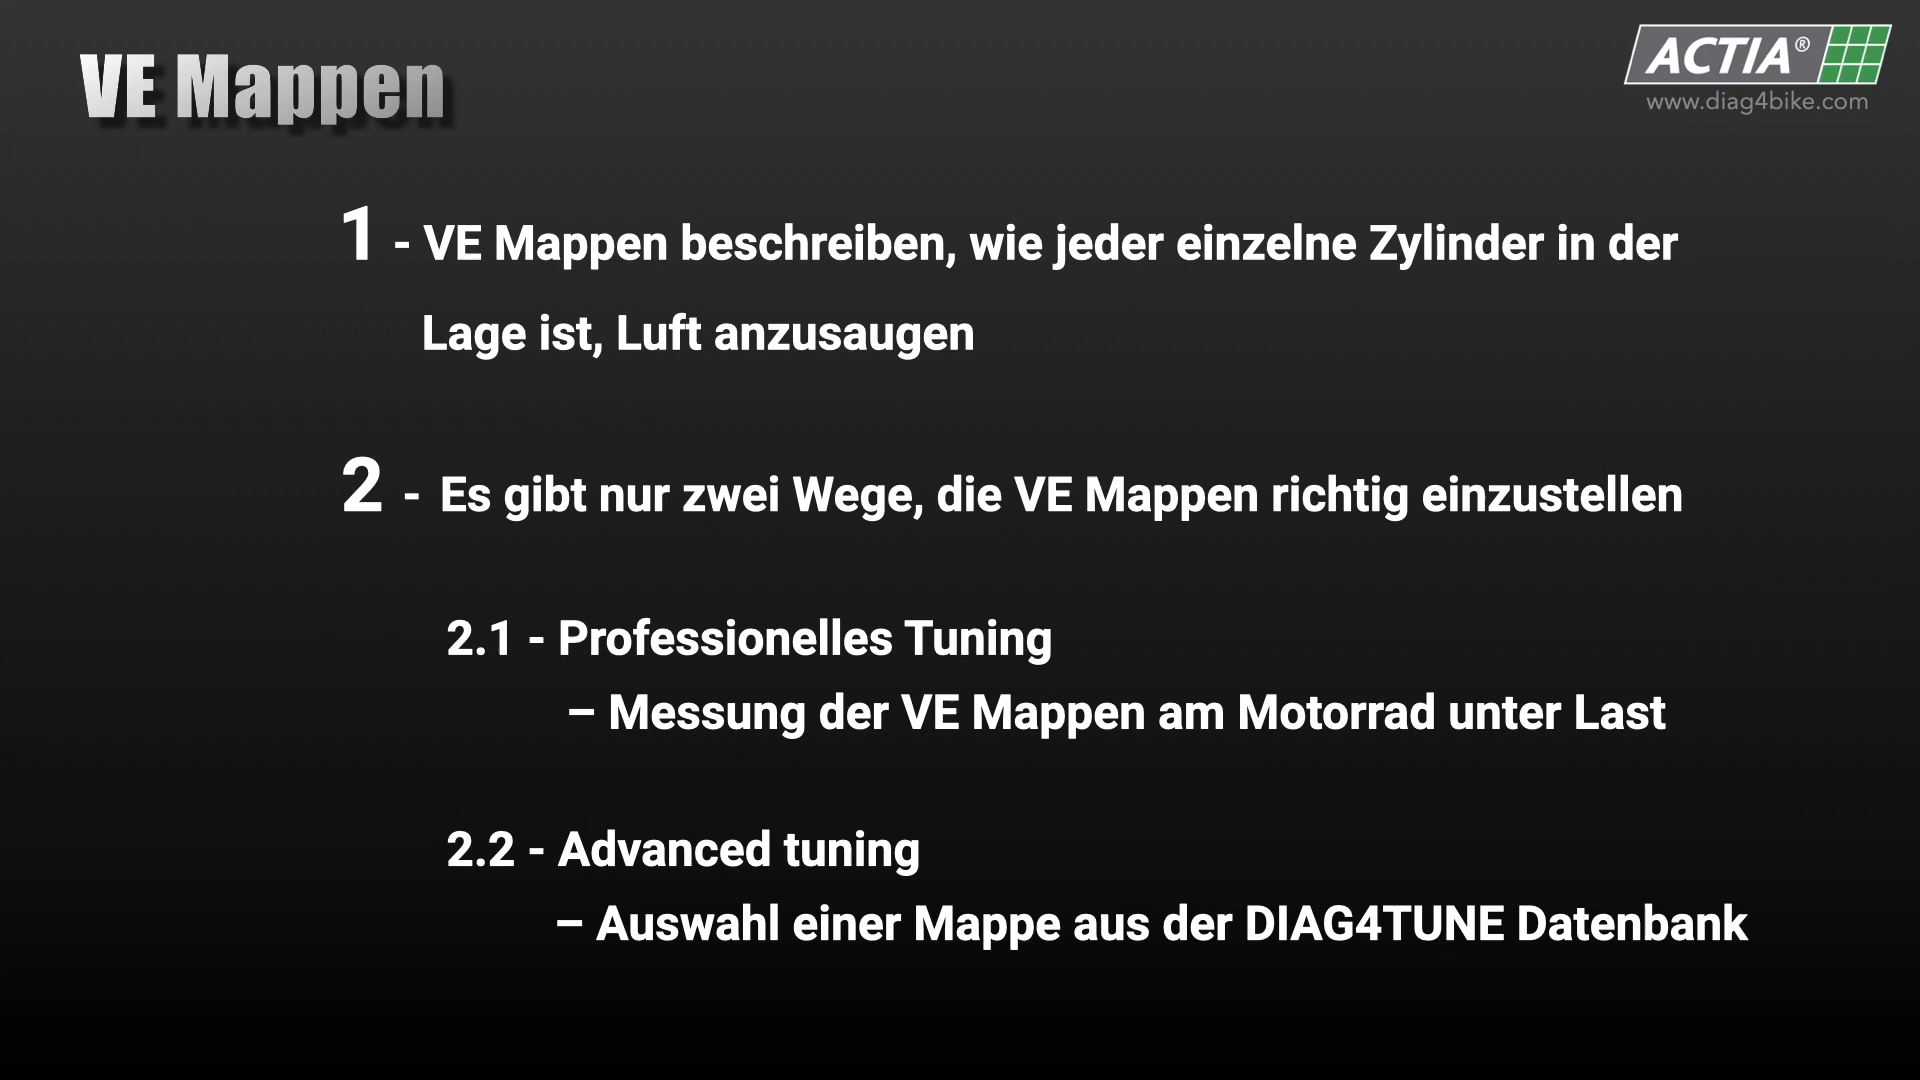 VE Mappen
ACTIA®
www.diag4bike.com
1 - VE Mappen beschreiben, wie jeder einzelne Zylinder in der
Lage ist, Luft anzusaugen
2 - Es gibt nur zwei Wege, die VE Mappen richtig einzustellen
2.1 - Professionelles Tuning
– Messung der VE Mappen am Motorrad unter Last
2.2 - Advanced tuning
– Auswahl einer Mappe aus der DIAG4TUNE Datenbank